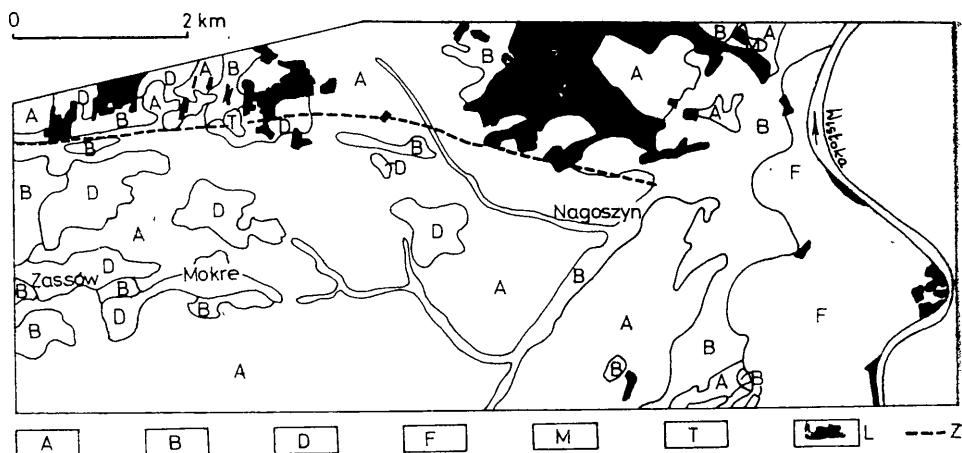 0 2 km
B A
D A B B M D
A D A A
A B T D A B
B B
B D D F
Wisłoka
D Nagoszyn
A D
Zassów D Mokre A B
B B D B A F
B A B
A B A B
A B D F M T L Z